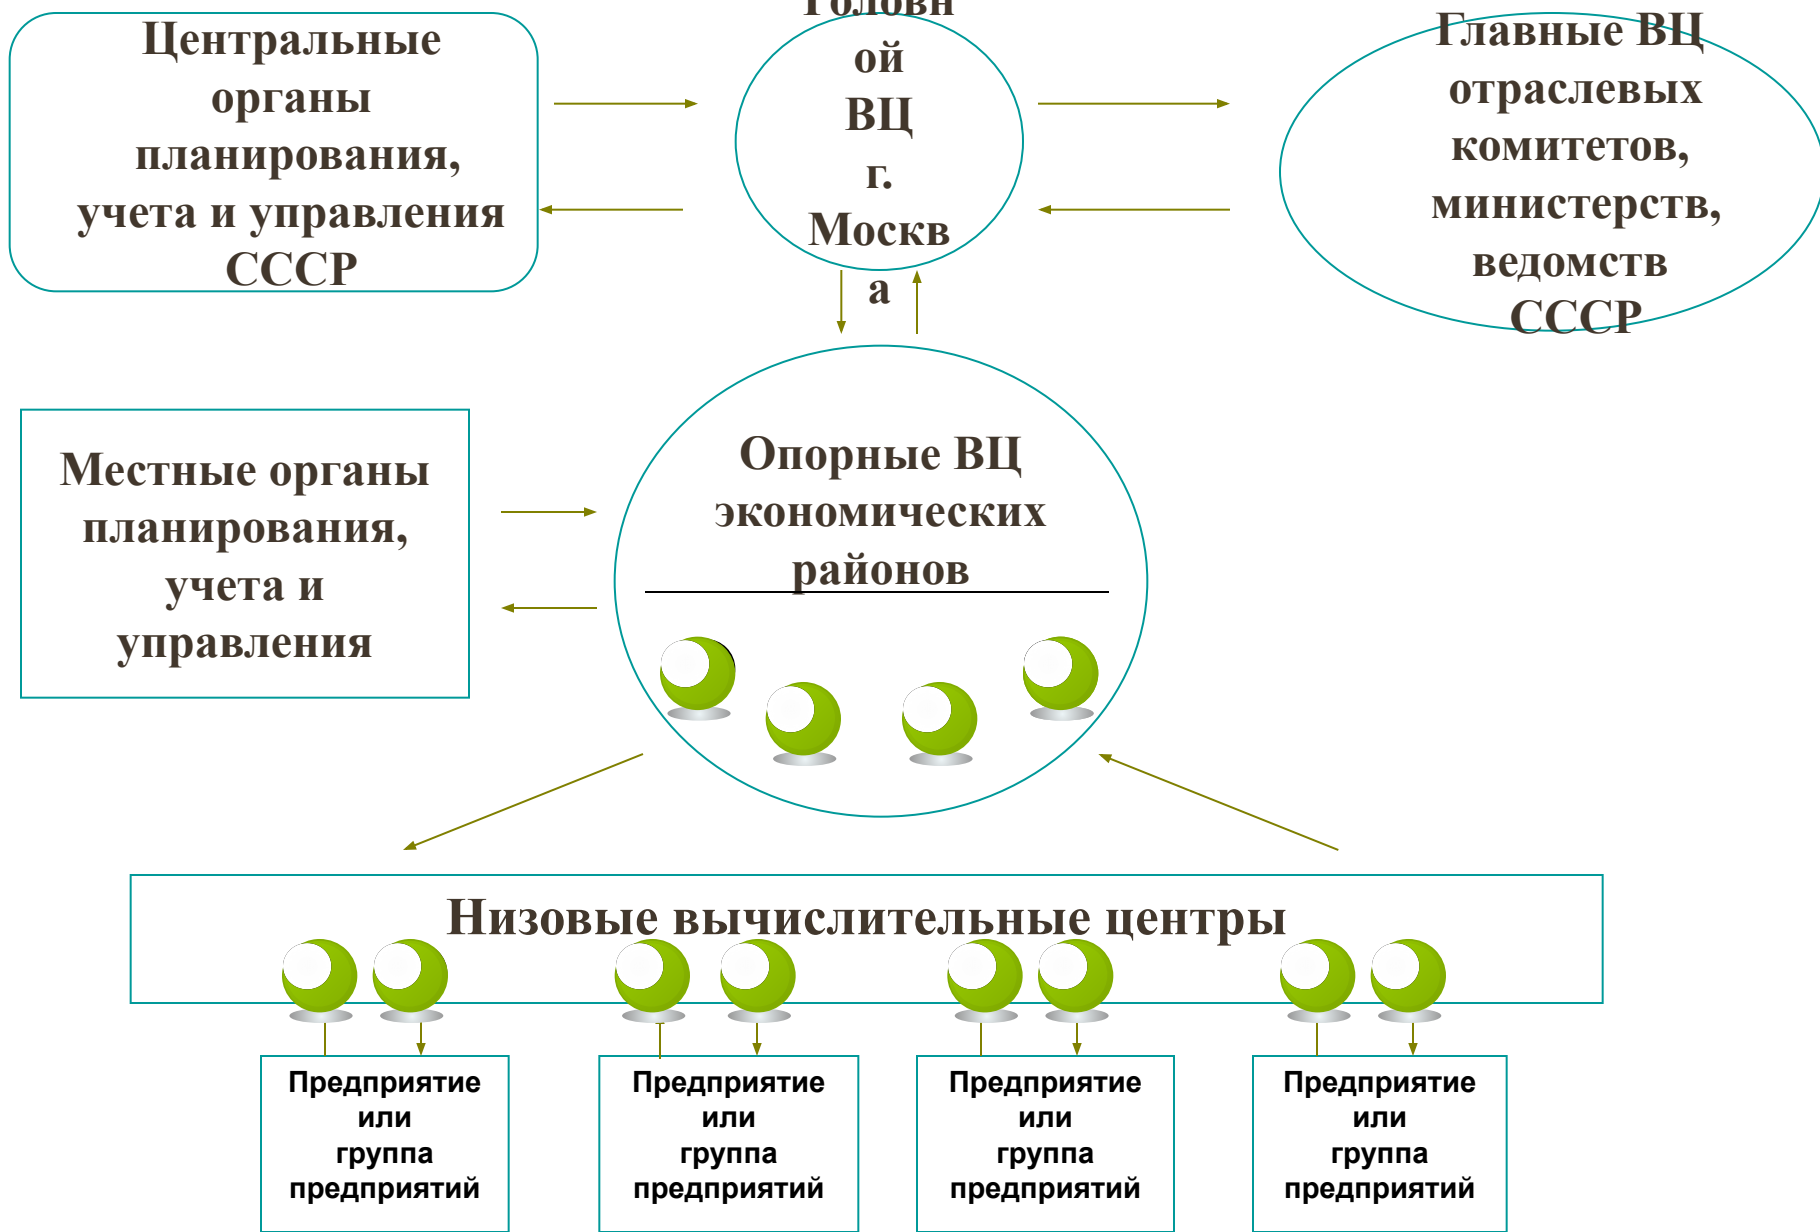 Центральные
органы
планирования,
учета и управления
СССР
Головн
ой
ВЦ
г.
Москв
а
Главные ВЦ
отраслевых
комитетов,
министерств,
ведомств
СССР
Местные органы
планирования,
учета и
управления
Опорные ВЦ
экономических
районов
Низовые вычислительные центры
Предприятие
или
группа
предприятий
Предприятие
или
группа
предприятий
Предприятие
или
группа
предприятий
Предприятие
или
группа
предприятий